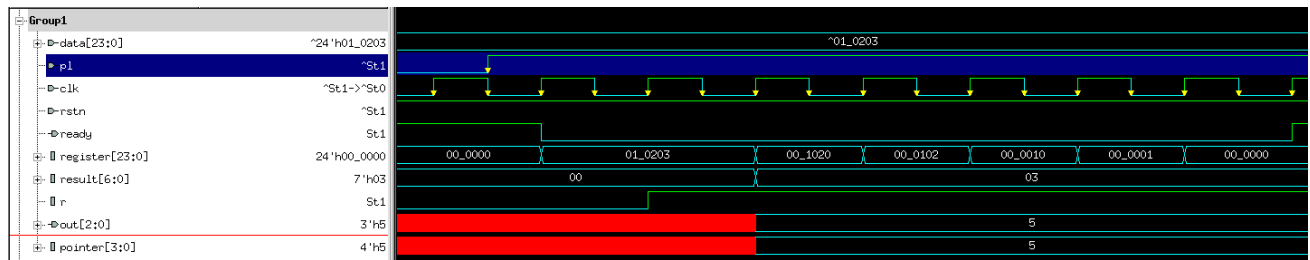 Group1
data[23:0] ^24'h01_0203 ^01_0203
pl ^St1
clk ^St1->^St0
rstn ^St1
ready St1
register[23:0] 24'h00_0000 00_0000 01_0203 00_1020 00_0102 00_0010 00_0001 00_0000
result[6:0] 7'h03 00 03
r St1
out[2:0] 3'h5 5
pointer[3:0] 4'h5 5